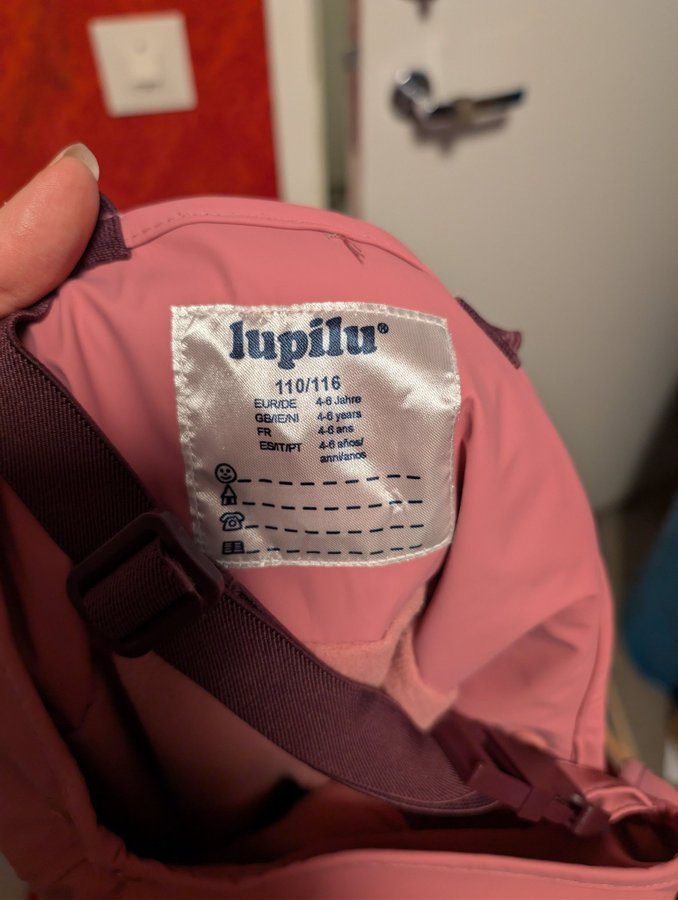 lupilu®
110/116
EUR/DE 4-6 Jahre
GB/IE/NI 4-6 years
FR 4-6 ans
ES/IT/PT 4-6 años/
anni/anos